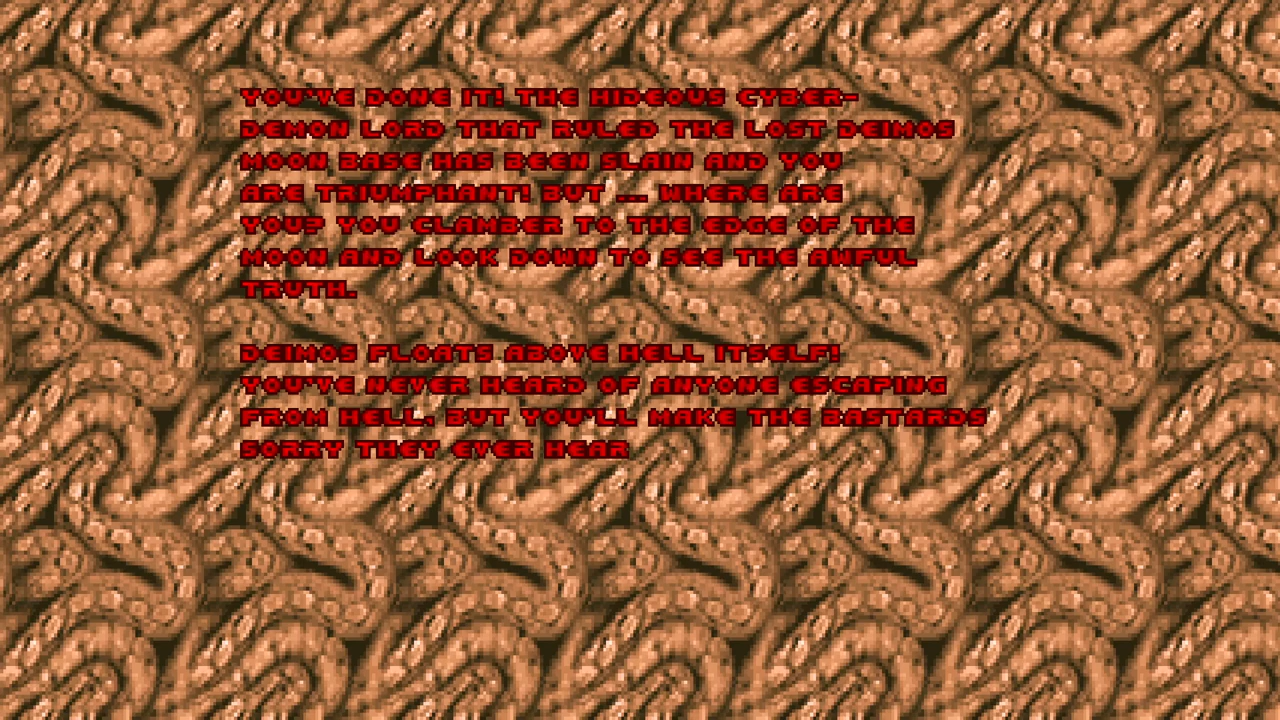 YOU'VE DONE IT! THE HIDEOUS CYBER-
DEMON LORD THAT RULED THE LOST DEIMOS
MOON BASE HAS BEEN SLAIN AND YOU
ARE TRIUMPHANT! BUT ... WHERE ARE
YOU? YOU CLAMBER TO THE EDGE OF THE
MOON AND LOOK DOWN TO SEE THE AWFUL
TRUTH.
DEIMOS FLOATS ABOVE HELL ITSELF!
YOU'VE NEVER HEARD OF ANYONE ESCAPING
FROM HELL, BUT YOU'LL MAKE THE BASTARDS
SORRY THEY EVER HEAR